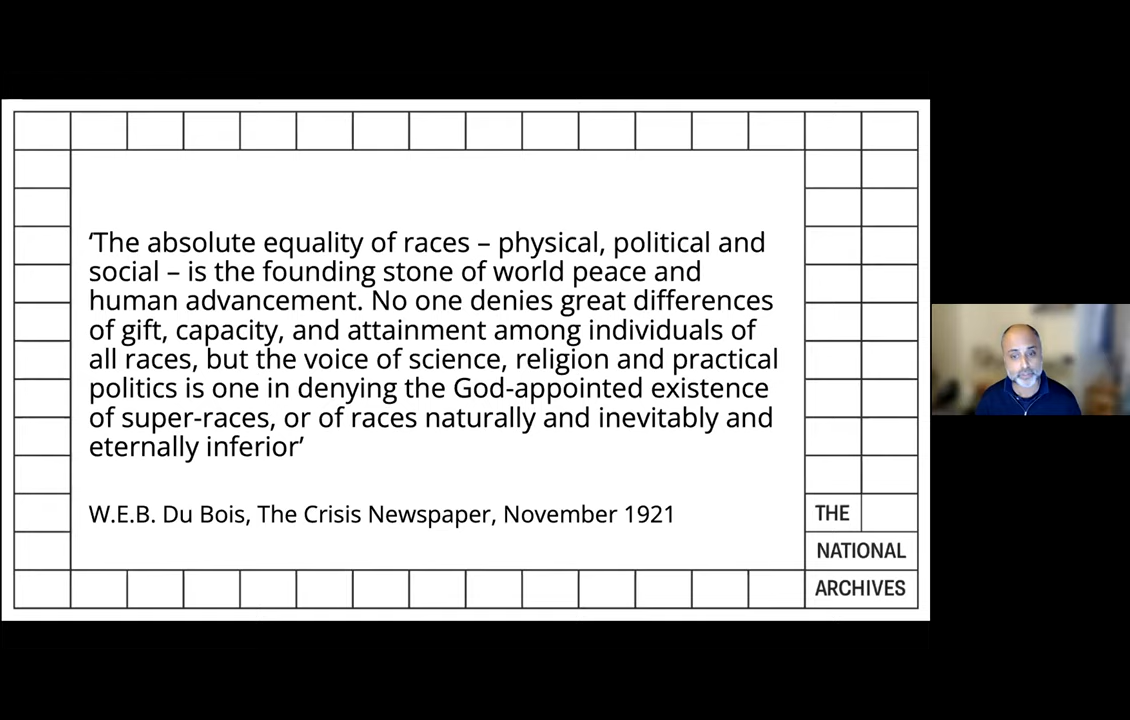 ‘The absolute equality of races – physical, political and
social – is the founding stone of world peace and
human advancement. No one denies great differences
of gift, capacity, and attainment among individuals of
all races, but the voice of science, religion and practical
politics is one in denying the God-appointed existence
of super-races, or of races naturally and inevitably and
eternally inferior’
W.E.B. Du Bois, The Crisis Newspaper, November 1921
THE
NATIONAL
ARCHIVES